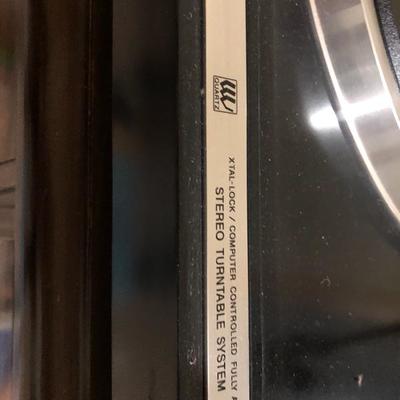 QUARTZ
XTAL-LOCK / COMPUTER CONTROLLED FULLY
STEREO TURNTABLE SYSTEM